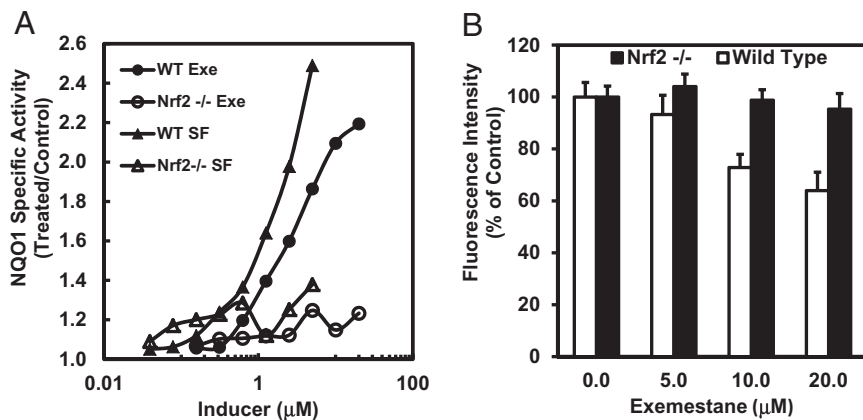 A
NQO1 Specific Activity
(Treated/Control)
2.6
2.4
2.2
2.0
1.8
1.6
1.4
1.2
1.0
WT Exe
Nrf2 -/- Exe
WT SF
Nrf2-/- SF
0.01
1
100
Inducer (μM)
B
Fluorescence Intensity
(% of Control)
120
100
80
60
40
20
0
Nrf2 -/-
Wild Type
0.0
5.0
10.0
20.0
Exemestane (μM)